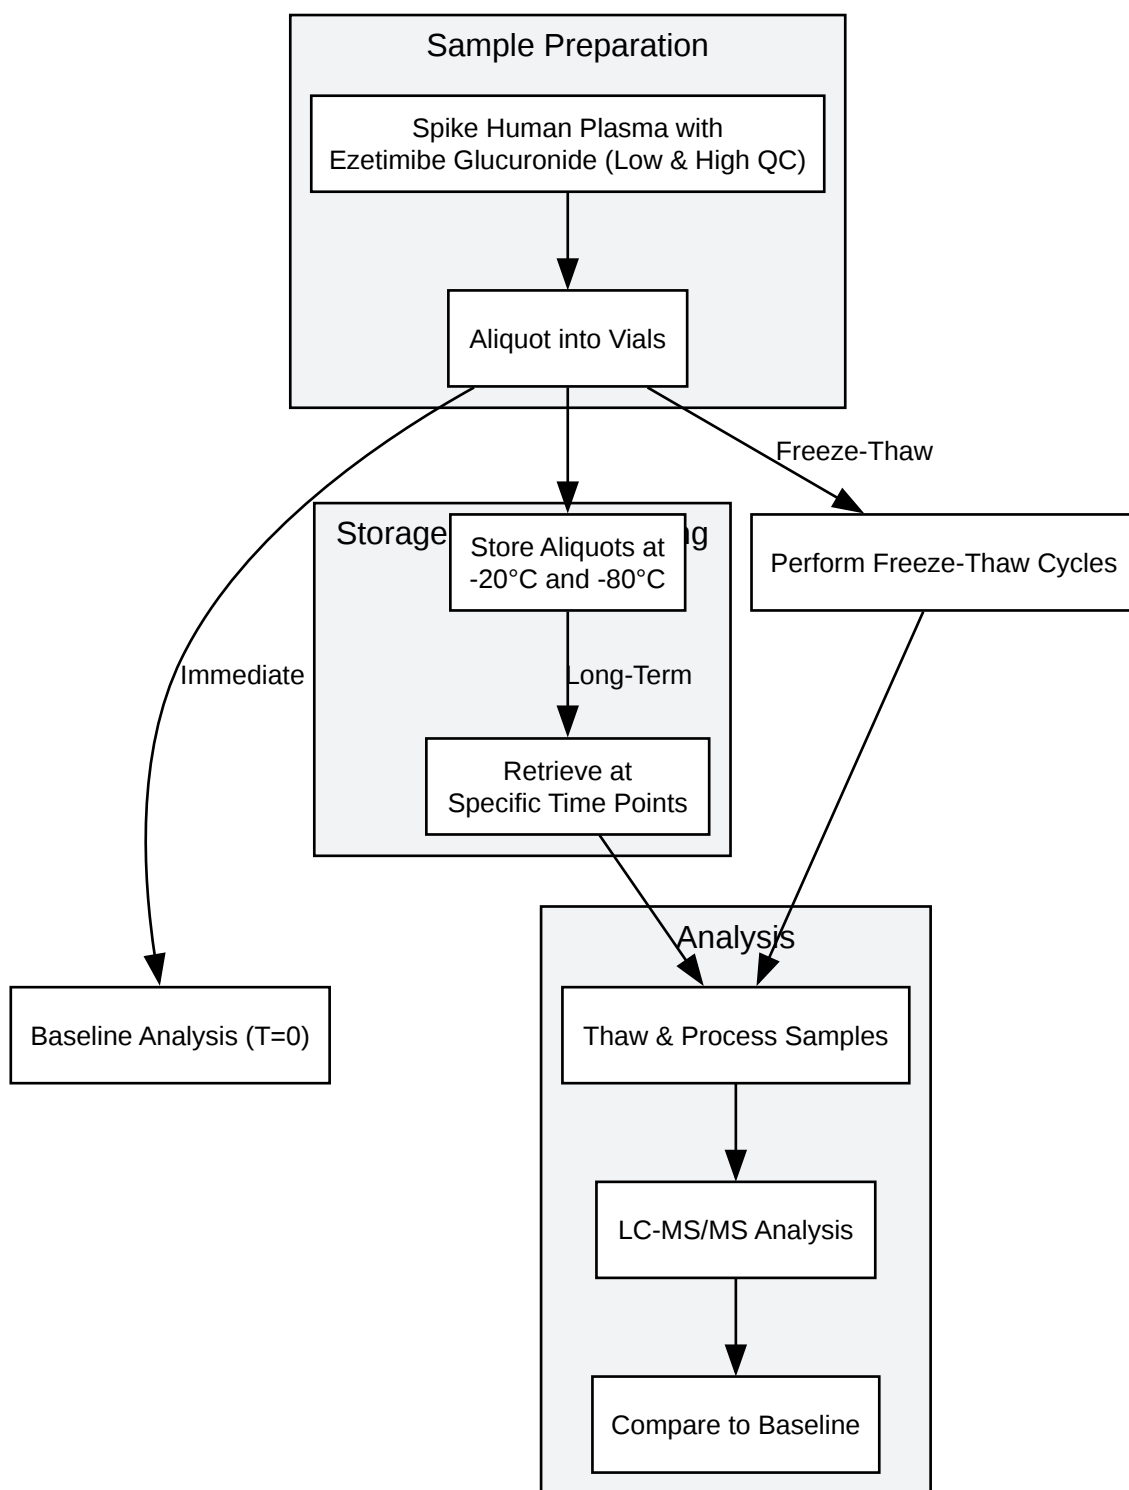 Sample Preparation
Spike Human Plasma with
Ezetimibe Glucuronide (Low & High QC)
Aliquot into Vials
Freeze-Thaw
Storage
Store Aliquots at
-20°C and -80°C
Perform Freeze-Thaw Cycles
Immediate
Long-Term
Retrieve at
Specific Time Points
Analysis
Baseline Analysis (T=0)
Thaw & Process Samples
LC-MS/MS Analysis
Compare to Baseline